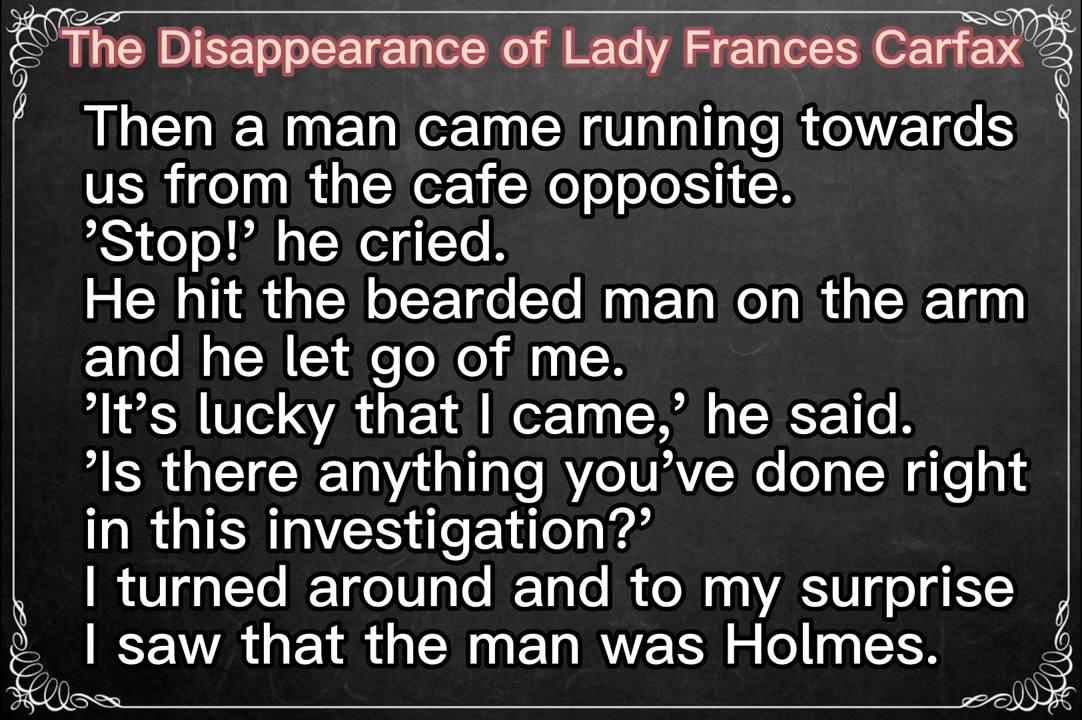 The Disappearance of Lady Frances Carfax
Then a man came running towards
us from the cafe opposite.
’Stop!’ he cried.
He hit the bearded man on the arm
and he let go of me.
’It’s lucky that I came,’ he said.
’Is there anything you’ve done right
in this investigation?’
I turned around and to my surprise
I saw that the man was Holmes.